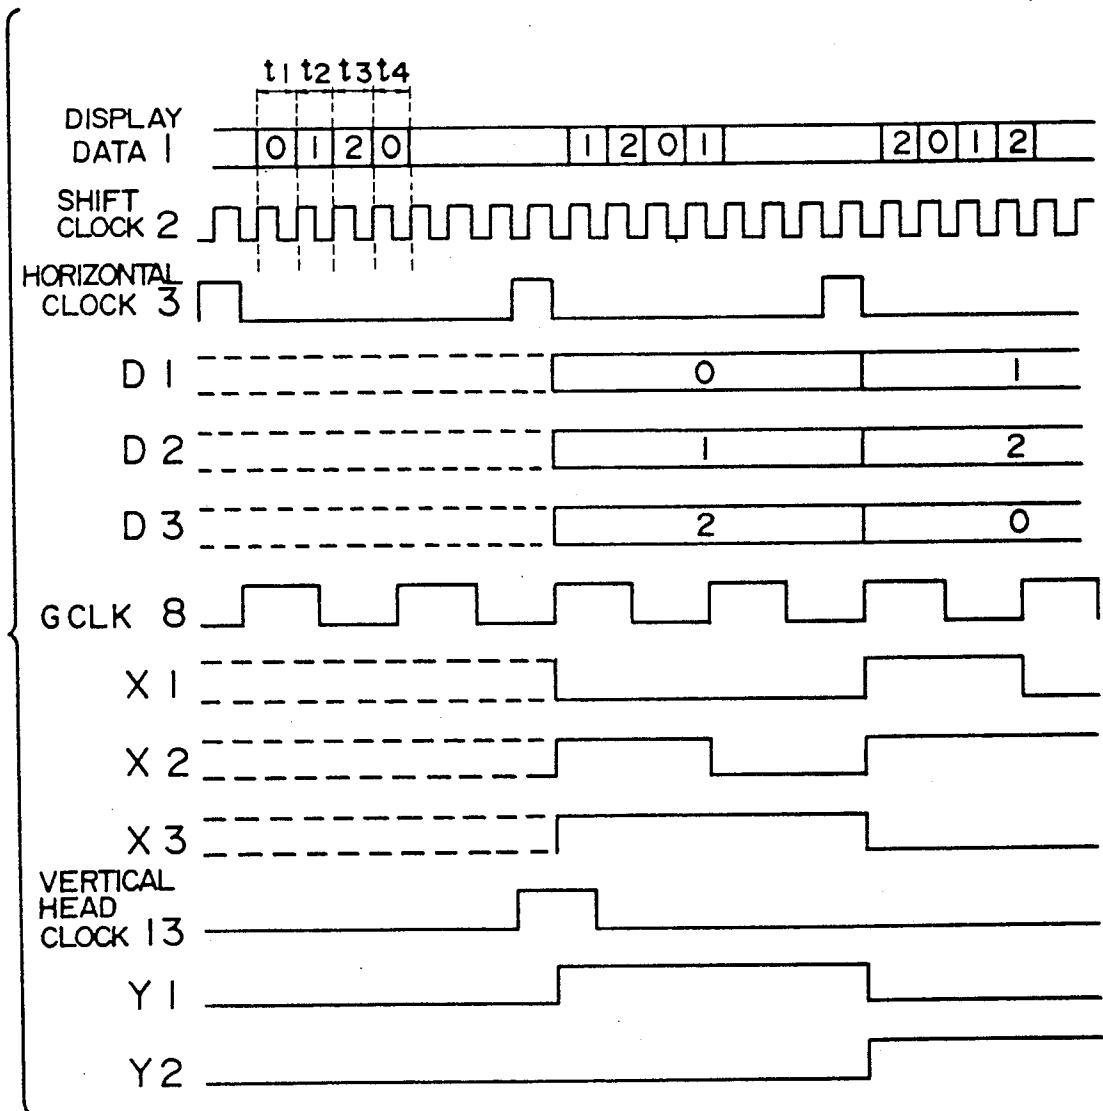 t1 t2 t3 t4
DISPLAY
DATA 1
0 1 2 0 1 2 0 1 2 0 1 2
SHIFT
CLOCK 2
HORIZONTAL
CLOCK 3
D 1 0 1
D 2 1 2
D 3 2 0
GCLK 8
X 1
X 2
X 3
VERTICAL
HEAD
CLOCK 13
Y 1
Y 2